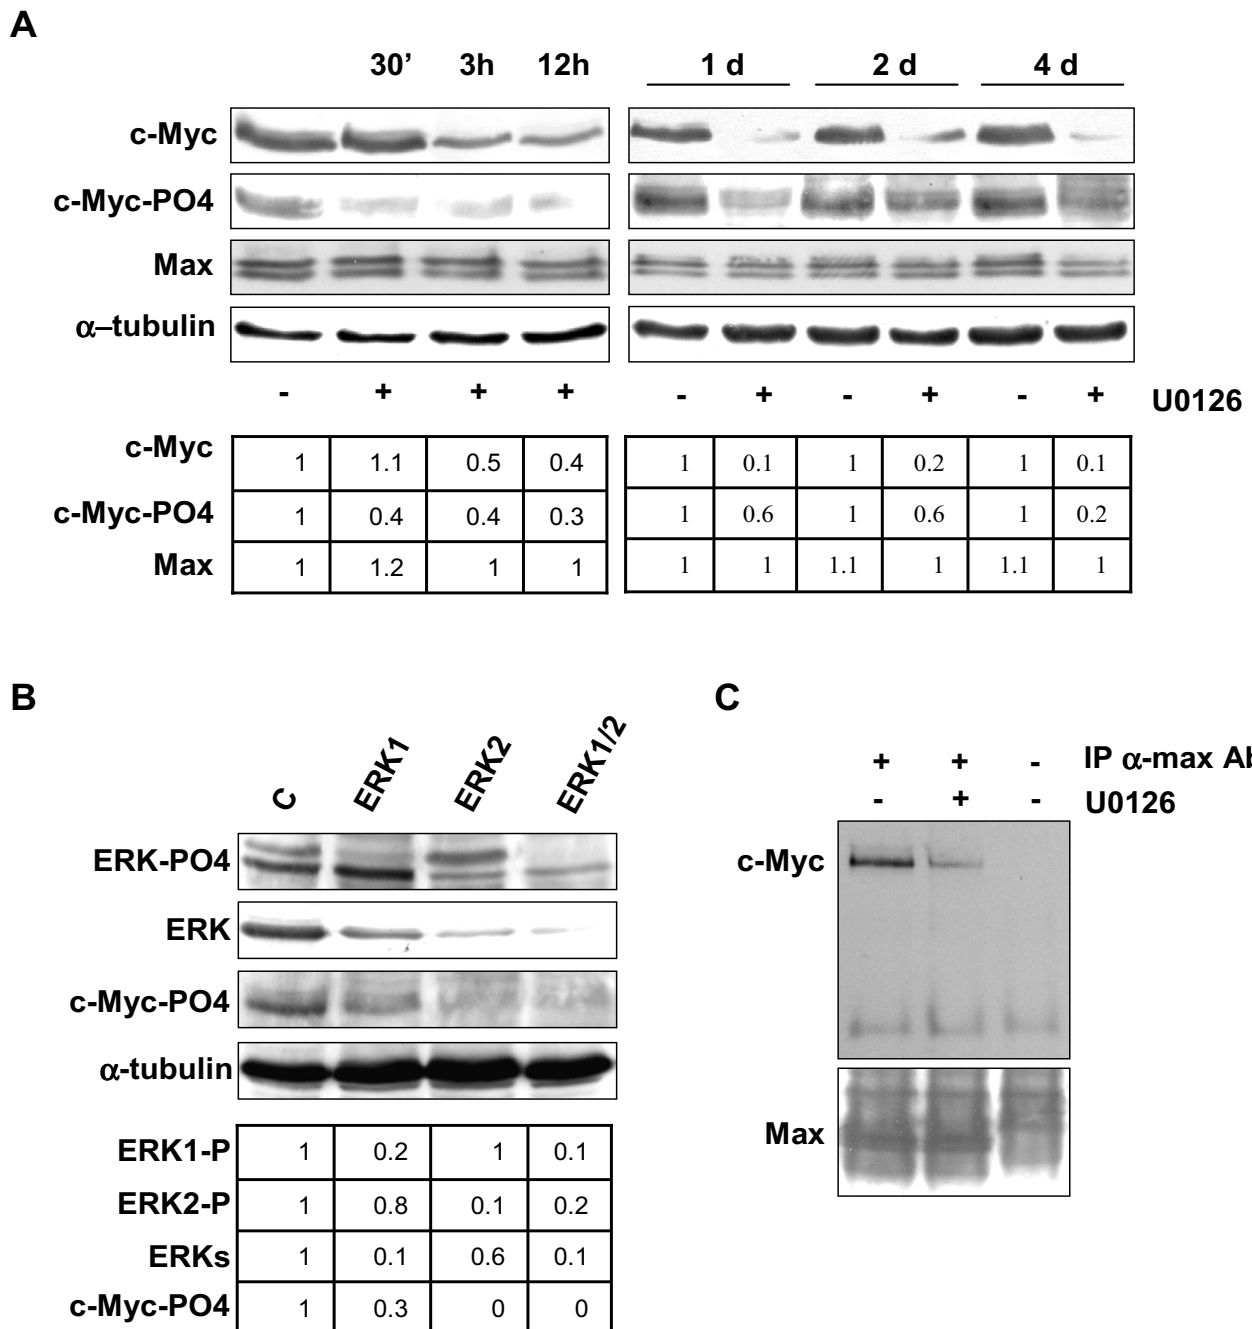 A
30' 3h 12h 1 d 2 d 4 d
c-Myc
c-Myc-PO4
Max
α–tubulin
- + + + - + - + - + U0126
c-Myc 1 1.1 0.5 0.4 1 0.1 1 0.2 1 0.1
c-Myc-PO4 1 0.4 0.4 0.3 1 0.6 1 0.6 1 0.2
Max 1 1.2 1 1 1 1 1.1 1 1.1 1
B
C ERK1 ERK2 ERK1/2
ERK-PO4
ERK
c-Myc-PO4
α-tubulin
ERK1-P 1 0.2 1 0.1
ERK2-P 1 0.8 0.1 0.2
ERKs 1 0.1 0.6 0.1
c-Myc-PO4 1 0.3 0 0
C
+ + - IP α-max Ab
- + - U0126
c-Myc
Max